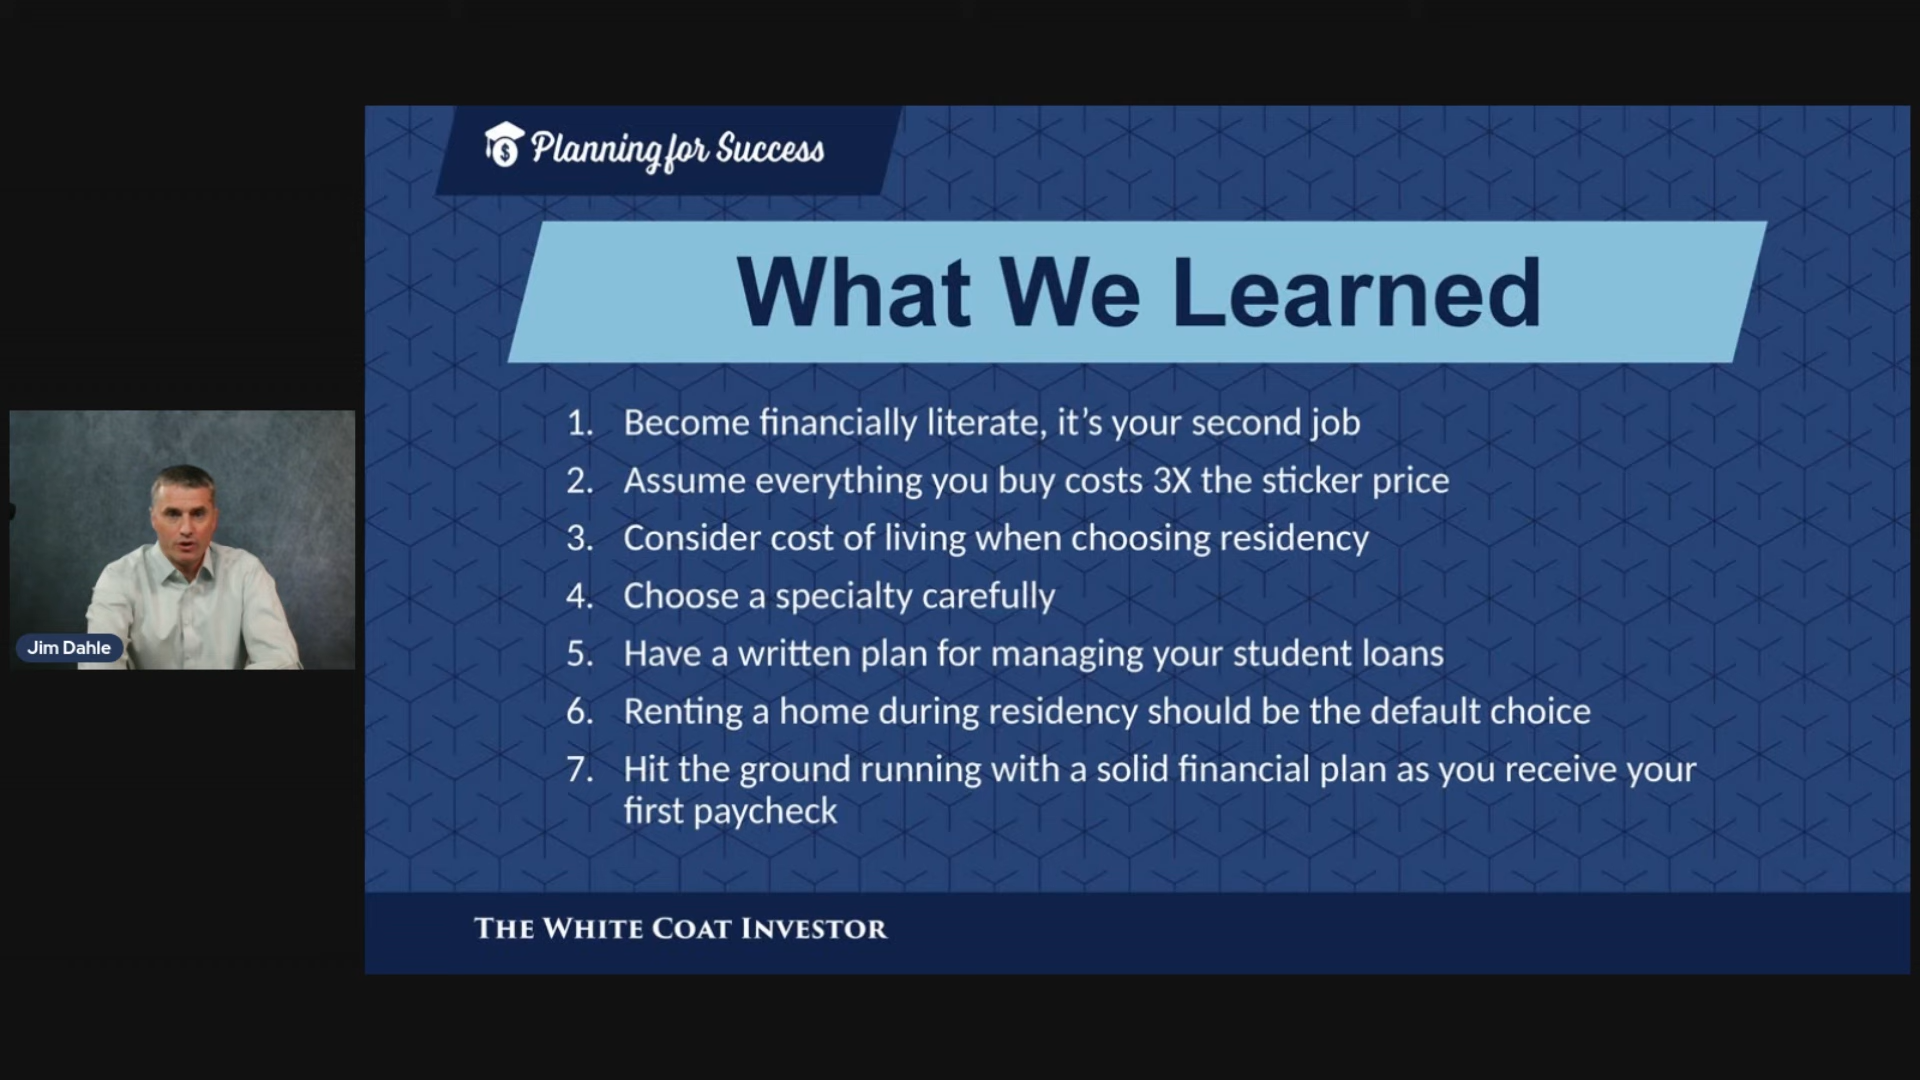 Planning for Success
What We Learned
1. Become financially literate, it’s your second job
2. Assume everything you buy costs 3X the sticker price
3. Consider cost of living when choosing residency
4. Choose a specialty carefully
5. Have a written plan for managing your student loans
6. Renting a home during residency should be the default choice
7. Hit the ground running with a solid financial plan as you receive your
first paycheck
Jim Dahle
THE WHITE COAT INVESTOR